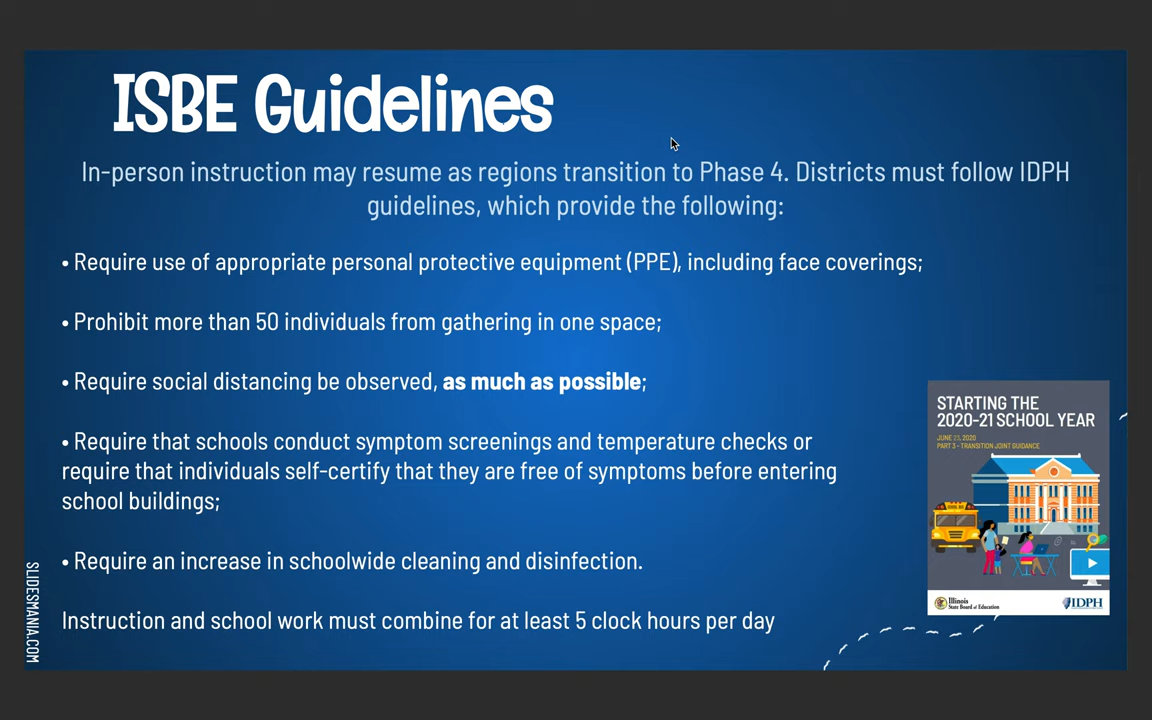 ISBE Guidelines
In-person instruction may resume as regions transition to Phase 4. Districts must follow IDPH
guidelines, which provide the following:
• Require use of appropriate personal protective equipment (PPE), including face coverings;
• Prohibit more than 50 individuals from gathering in one space;
• Require social distancing be observed, as much as possible;
• Require that schools conduct symptom screenings and temperature checks or
require that individuals self-certify that they are free of symptoms before entering
school buildings;
• Require an increase in schoolwide cleaning and disinfection.
Instruction and school work must combine for at least 5 clock hours per day
STARTING THE
2020-21 SCHOOL YEAR
JUNE 23, 2020
PART 3 - TRANSITION JOINT GUIDANCE
Illinois
State Board of Education
IDPH
SLIDESMANIA.COM